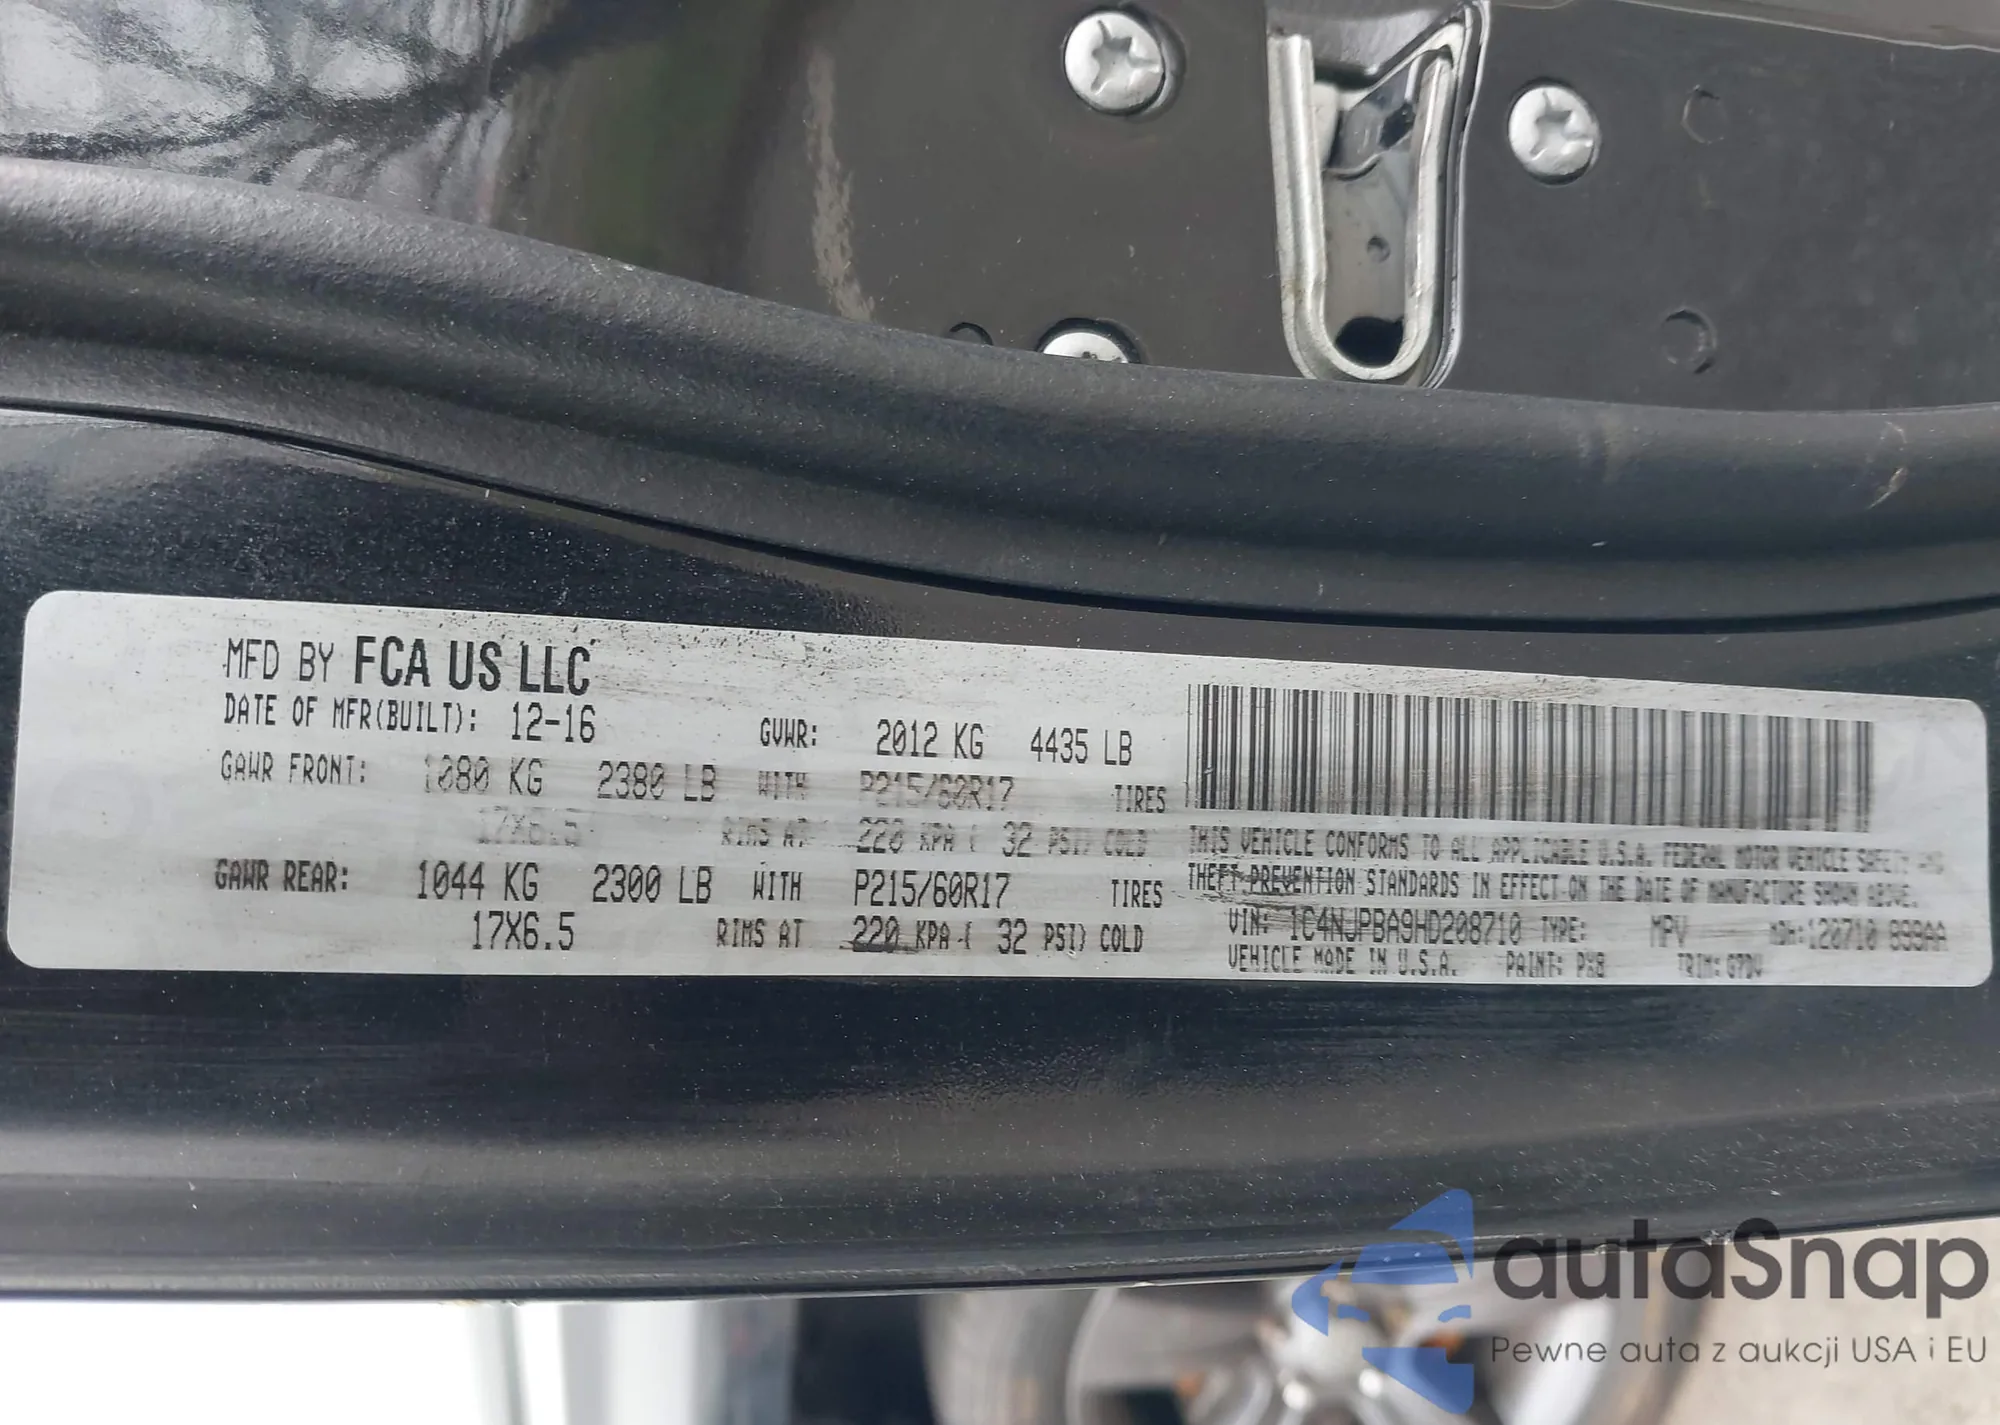 MFD BY FCA US LLC
DATE OF MFR(BUILT): 12-16 GVWR: 2012 KG 4435 LB
GAWR FRONT: 1080 KG 2380 LB WITH P215/60R17 TIRES
17X6.5 RIMS AT 220 KPA ( 32 PSI) COLD
GAWR REAR: 1044 KG 2300 LB WITH P215/60R17 TIRES
17X6.5 RIMS AT 220 KPA ( 32 PSI) COLD
THIS VEHICLE CONFORMS TO ALL APPLICABLE U.S.A. FEDERAL MOTOR VEHICLE SAFETY AND
THEFT PREVENTION STANDARDS IN EFFECT ON THE DATE OF MANUFACTURE SHOWN ABOVE.
VIN: 1C4NJPBA9HD208710 TYPE: MPV MDH:120710 899AA
VEHICLE MADE IN U.S.A. PAINT: PX8 TRIM:
autaSnap
Pewne auta z aukcji USA i EU